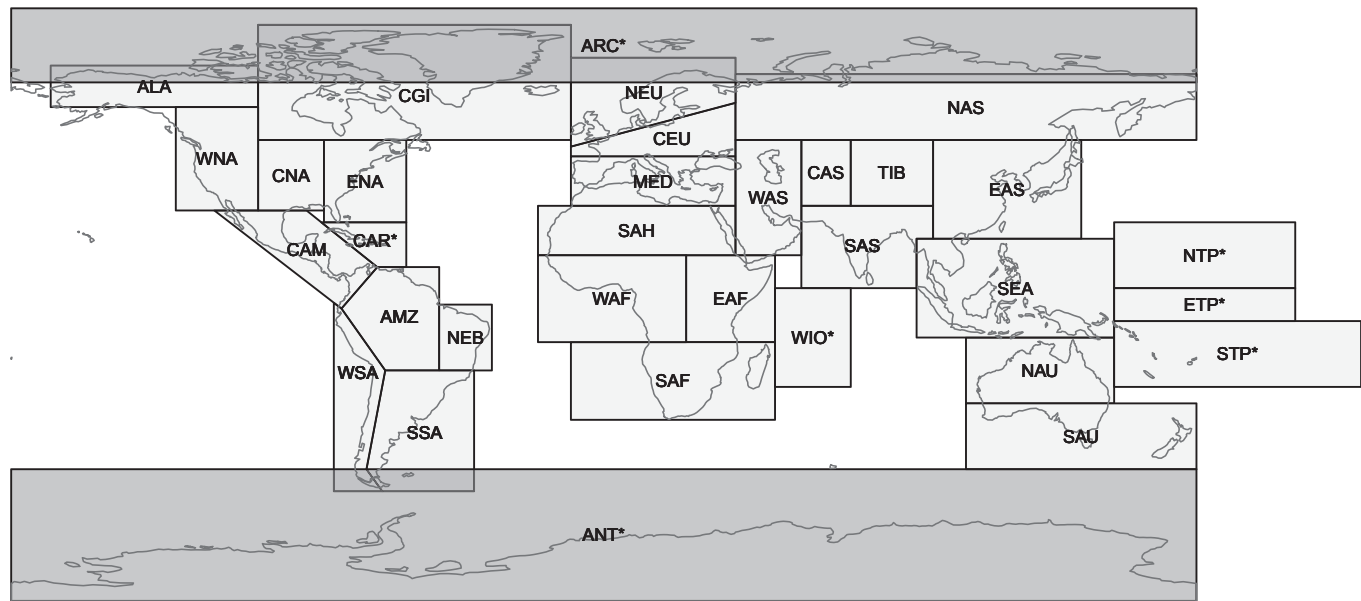 ARC*
ALA
CGI
NEU
NAS
CEU
WNA
CNA
ENA
MED
WAS
CAS
TIB
EAS
CAM
CAR*
SAH
SAS
NTP*
WAF
EAF
SEA
ETP*
AMZ
NEB
WIO*
STP*
WSA
SAF
NAU
SSA
SAU
ANT*